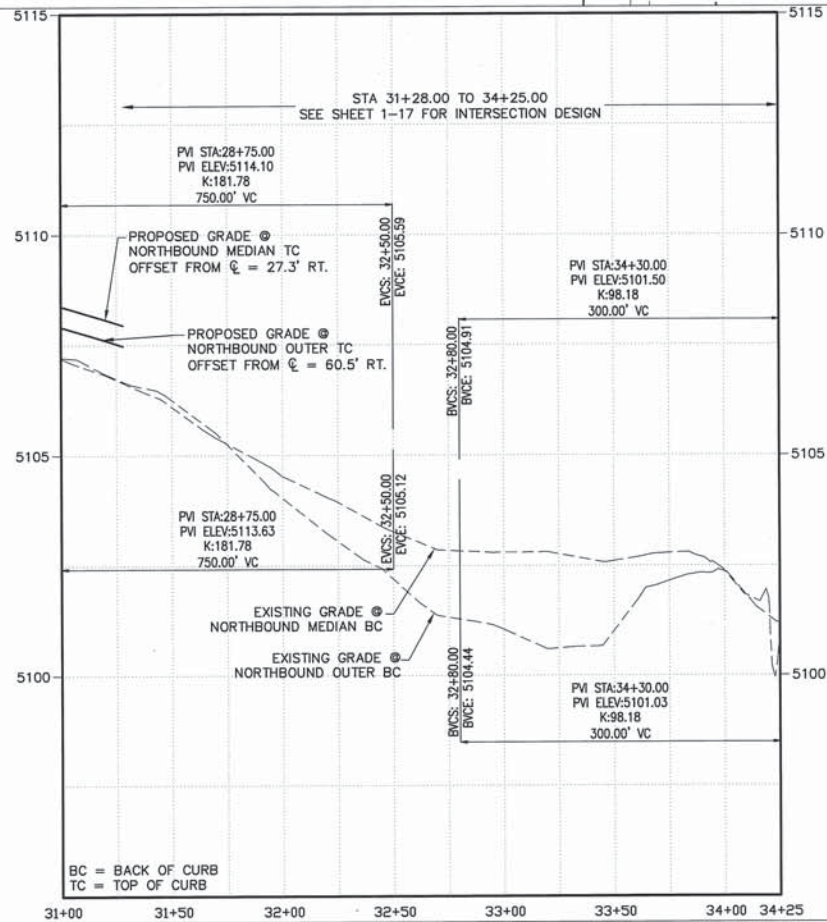 5115
5115
STA 31+28.00 TO 34+25.00
SEE SHEET 1-17 FOR INTERSECTION DESIGN
PVI STA:28+75.00
PVI ELEV:5114.10
K:181.78
750.00' VC
5110
5110
PROPOSED GRADE @
NORTHBOUND MEDIAN TC
OFFSET FROM ℄ = 27.3' RT.
EVCS: 32+50.00
EVCE: 5105.59
PVI STA:34+30.00
PVI ELEV:5101.50
K:98.18
300.00' VC
PROPOSED GRADE @
NORTHBOUND OUTER TC
OFFSET FROM ℄ = 60.5' RT.
BVCS: 32+80.00
BVCE: 5104.91
5105
5105
PVI STA:28+75.00
PVI ELEV:5113.63
K:181.78
750.00' VC
EVCS: 32+50.00
EVCE: 5105.12
EXISTING GRADE @
NORTHBOUND MEDIAN BC
EXISTING GRADE @
NORTHBOUND OUTER BC
BVCS: 32+80.00
BVCE: 5104.44
5100
5100
PVI STA:34+30.00
PVI ELEV:5101.03
K:98.18
300.00' VC
BC = BACK OF CURB
TC = TOP OF CURB
31+00
31+50
32+00
32+50
33+00
33+50
34+00
34+25